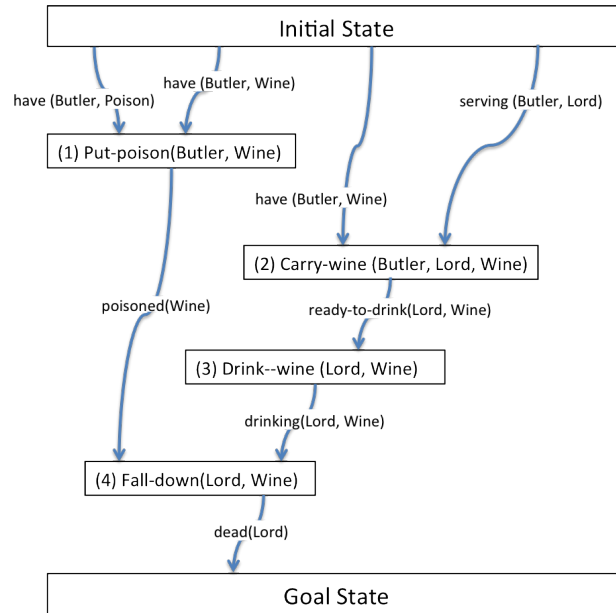 Initial State
have (Butler, Poison)
have (Butler, Wine)
serving (Butler, Lord)
(1) Put-poison(Butler, Wine)
have (Butler, Wine)
(2) Carry-wine (Butler, Lord, Wine)
poisoned(Wine)
ready-to-drink(Lord, Wine)
(3) Drink--wine (Lord, Wine)
drinking(Lord, Wine)
(4) Fall-down(Lord, Wine)
dead(Lord)
Goal State